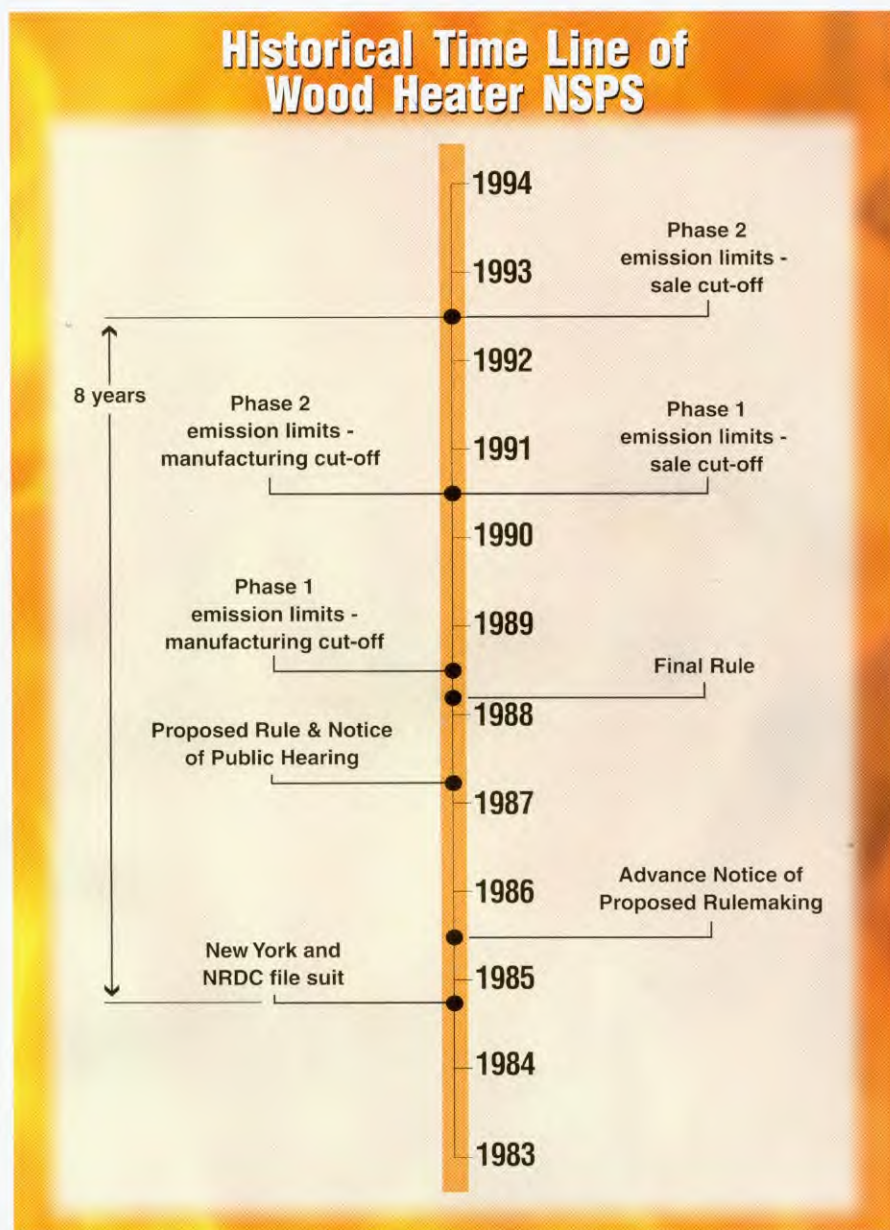 Historical Time Line of
Wood Heater NSPS
1994
Phase 2
emission limits -
sale cut-off
1993
1992
8 years
Phase 2
emission limits -
manufacturing cut-off
Phase 1
emission limits -
sale cut-off
1991
1990
Phase 1
emission limits -
manufacturing cut-off
1989
Final Rule
1988
Proposed Rule & Notice
of Public Hearing
1987
1986
Advance Notice of
Proposed Rulemaking
New York and
NRDC file suit
1985
1984
1983